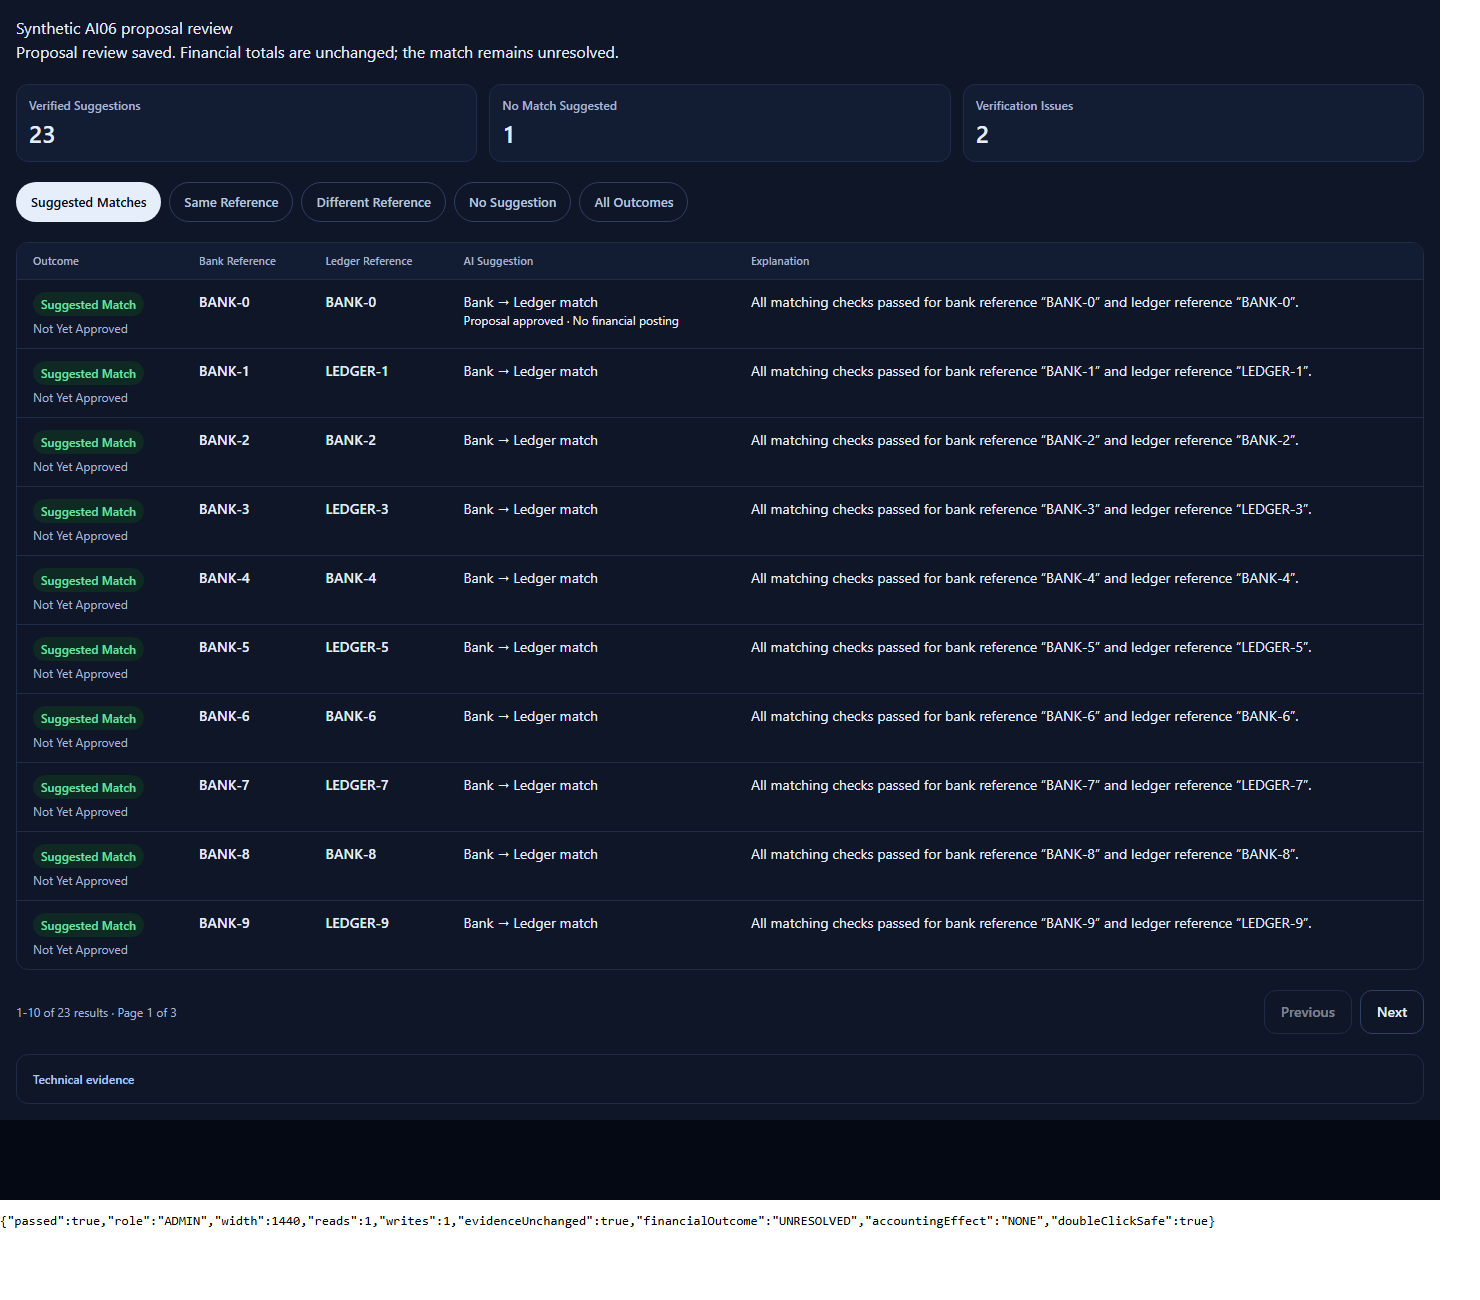 Synthetic AI06 proposal review
Proposal review saved. Financial totals are unchanged; the match remains unresolved.
Verified Suggestions
23
No Match Suggested
1
Verification Issues
2
Suggested Matches
Same Reference
Different Reference
No Suggestion
All Outcomes
Outcome Bank Reference Ledger Reference AI Suggestion Explanation
Suggested Match BANK-0 BANK-0 Bank → Ledger match All matching checks passed for bank reference “BANK-0” and ledger reference “BANK-0”.
Not Yet Approved Proposal approved · No financial posting
Suggested Match BANK-1 LEDGER-1 Bank → Ledger match All matching checks passed for bank reference “BANK-1” and ledger reference “LEDGER-1”.
Not Yet Approved
Suggested Match BANK-2 BANK-2 Bank → Ledger match All matching checks passed for bank reference “BANK-2” and ledger reference “BANK-2”.
Not Yet Approved
Suggested Match BANK-3 LEDGER-3 Bank → Ledger match All matching checks passed for bank reference “BANK-3” and ledger reference “LEDGER-3”.
Not Yet Approved
Suggested Match BANK-4 BANK-4 Bank → Ledger match All matching checks passed for bank reference “BANK-4” and ledger reference “BANK-4”.
Not Yet Approved
Suggested Match BANK-5 LEDGER-5 Bank → Ledger match All matching checks passed for bank reference “BANK-5” and ledger reference “LEDGER-5”.
Not Yet Approved
Suggested Match BANK-6 BANK-6 Bank → Ledger match All matching checks passed for bank reference “BANK-6” and ledger reference “BANK-6”.
Not Yet Approved
Suggested Match BANK-7 LEDGER-7 Bank → Ledger match All matching checks passed for bank reference “BANK-7” and ledger reference “LEDGER-7”.
Not Yet Approved
Suggested Match BANK-8 BANK-8 Bank → Ledger match All matching checks passed for bank reference “BANK-8” and ledger reference “BANK-8”.
Not Yet Approved
Suggested Match BANK-9 LEDGER-9 Bank → Ledger match All matching checks passed for bank reference “BANK-9” and ledger reference “LEDGER-9”.
Not Yet Approved
1-10 of 23 results · Page 1 of 3
Previous
Next
Technical evidence
{"passed":true,"role":"ADMIN","width":1440,"reads":1,"writes":1,"evidenceUnchanged":true,"financialOutcome":"UNRESOLVED","accountingEffect":"NONE","doubleClickSafe":true}